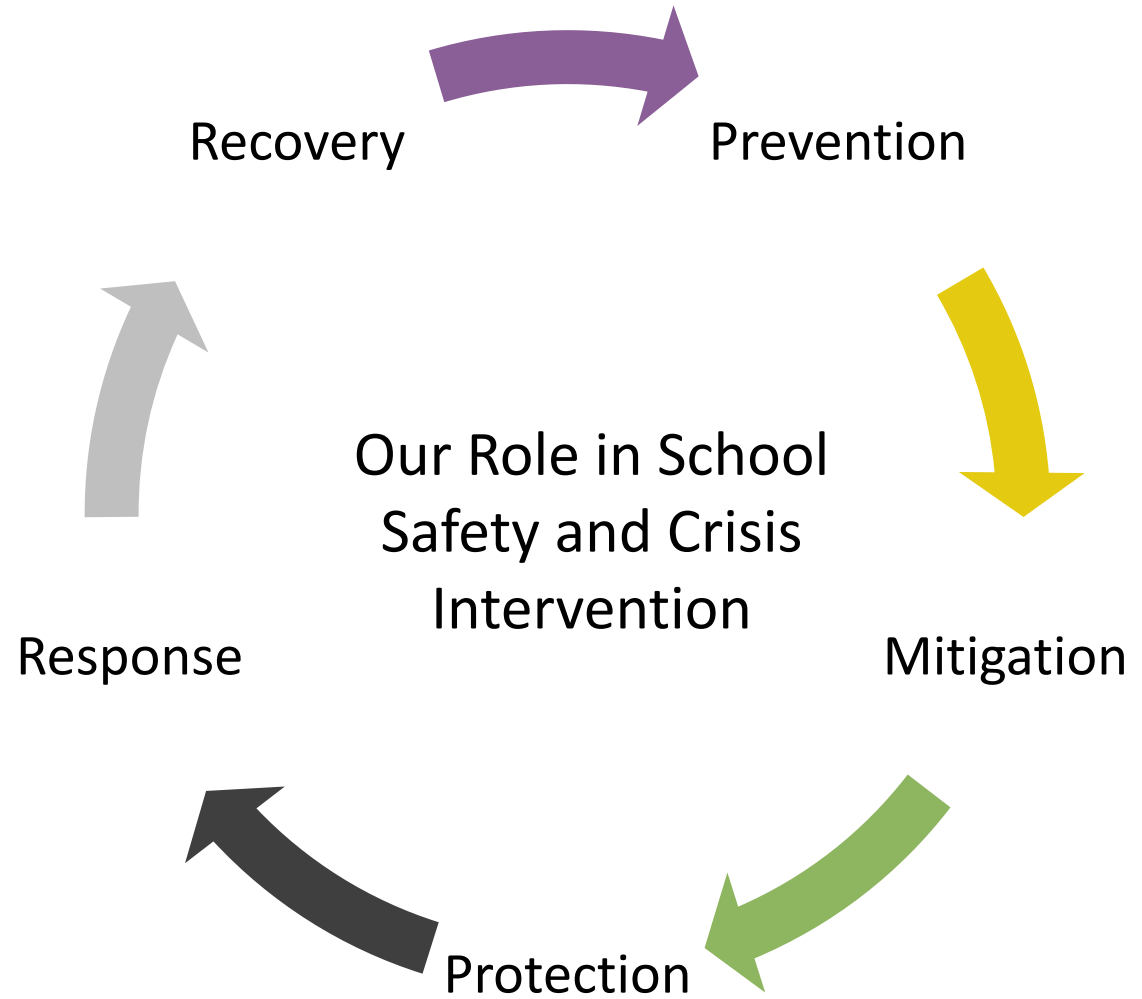 Recovery
Prevention
Our Role in School
Safety and Crisis
Intervention
Response
Mitigation
Protection